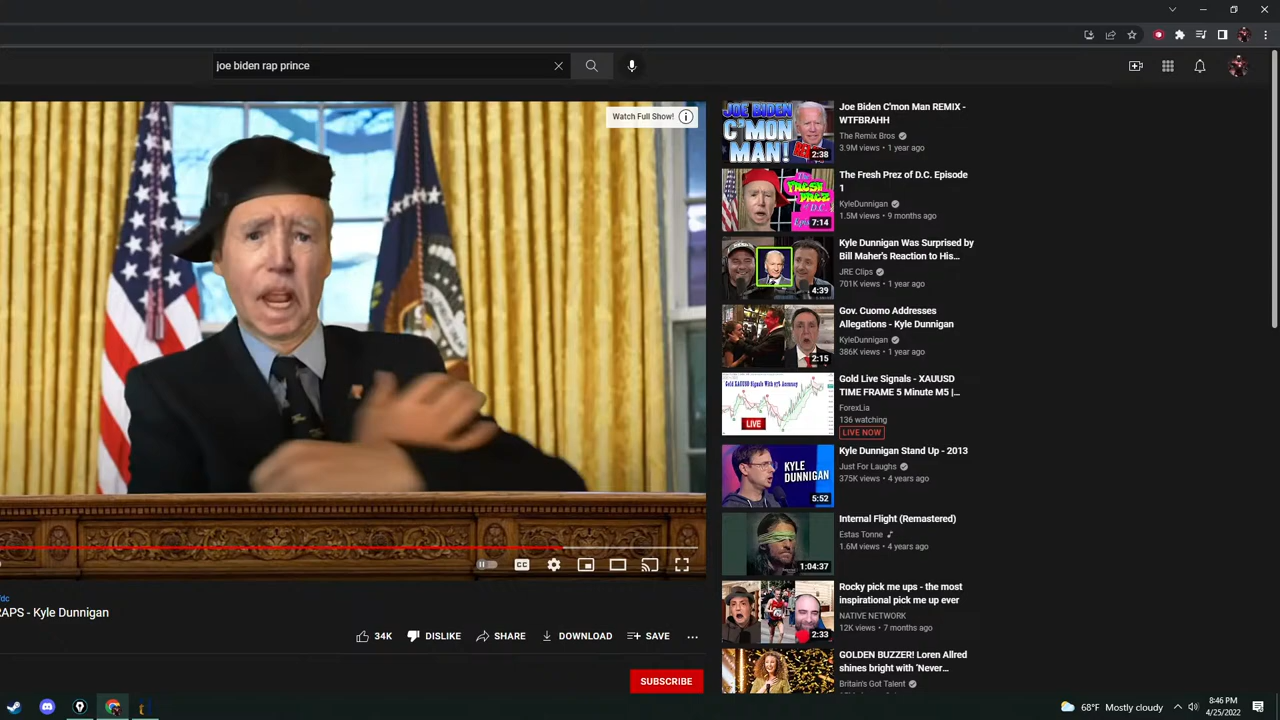 joe biden rap prince
Watch Full Show!
JOE BIDEN
C'MON
MAN!
2:38
Joe Biden C'mon Man REMIX -
WTFBRAHH
The Remix Bros
3.9M views • 1 year ago
The
FRESH
PREZ
of D.C.
7:14
The Fresh Prez of D.C. Episode
1
KyleDunnigan
1.5M views • 9 months ago
4:39
Kyle Dunnigan Was Surprised by
Bill Maher's Reaction to His...
JRE Clips
701K views • 1 year ago
2:15
Gov. Cuomo Addresses
Allegations - Kyle Dunnigan
KyleDunnigan
386K views • 1 year ago
LIVE
Gold Live Signals - XAUUSD
TIME FRAME 5 Minute M5 |...
ForexLia
136 watching
LIVE NOW
KYLE
DUNNIGAN
5:52
Kyle Dunnigan Stand Up - 2013
Just For Laughs
375K views • 4 years ago
1:04:37
Internal Flight (Remastered)
Estas Tonne
1.6M views • 4 years ago
2:33
Rocky pick me ups - the most
inspirational pick me up ever
NATIVE NETWORK
12K views • 7 months ago
GOLDEN BUZZER! Loren Allred
shines bright with 'Never...
Britain's Got Talent
CC
RAPS - Kyle Dunnigan
34K DISLIKE SHARE DOWNLOAD SAVE
SUBSCRIBE
68°F Mostly cloudy
8:46 PM
4/25/2022